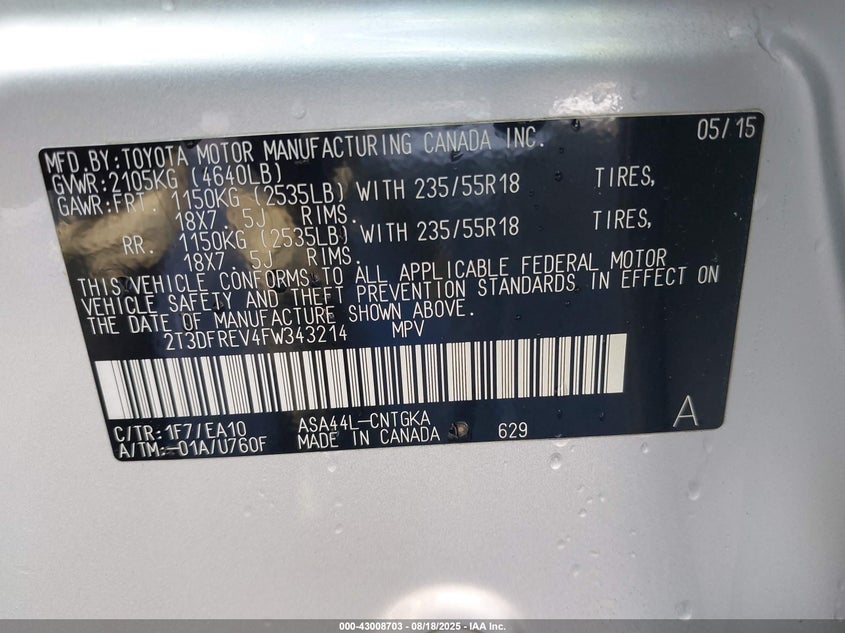 MFD.BY:TOYOTA MOTOR MANUFACTURING CANADA INC. 05/15
GVWR:2105KG (4640LB)
GAWR:FRT. 1150KG (2535LB) WITH 235/55R18 TIRES,
18X7.5J RIMS.
RR. 1150KG (2535LB) WITH 235/55R18 TIRES,
18X7.5J RIMS.
THIS VEHICLE CONFORMS TO ALL APPLICABLE FEDERAL MOTOR
VEHICLE SAFETY AND THEFT PREVENTION STANDARDS IN EFFECT ON
THE DATE OF MANUFACTURE SHOWN ABOVE.
2T3DFREV4FW343214 MPV
C/TR:1F7/EA10 ASA44L-CNTGKA
A/TM:-01A/U760F MADE IN CANADA 629 A
000-43008703 - 08/18/2025 - IAA Inc.